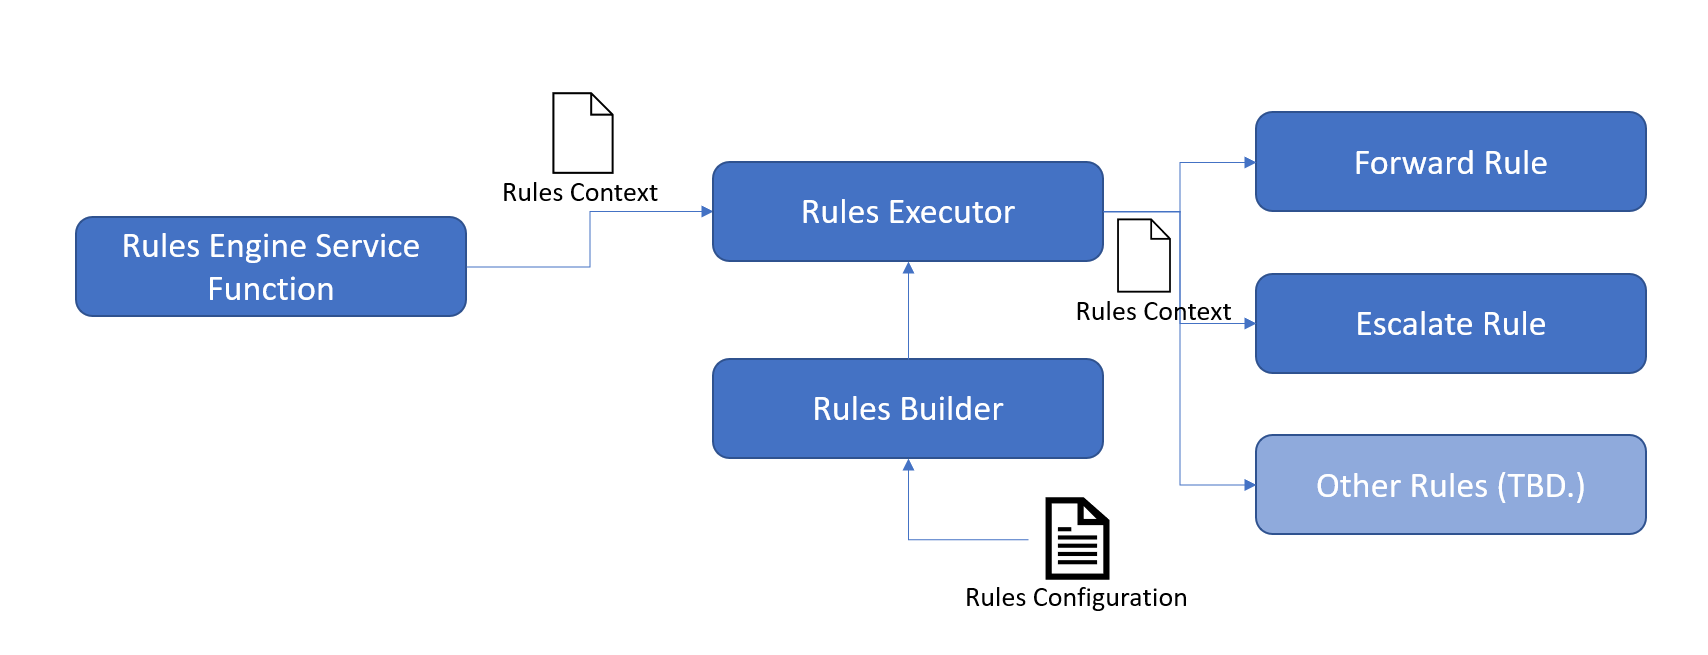 Rules Context
Rules Engine Service
Function
Rules Executor
Rules Context
Forward Rule
Escalate Rule
Rules Builder
Other Rules (TBD.)
Rules Configuration